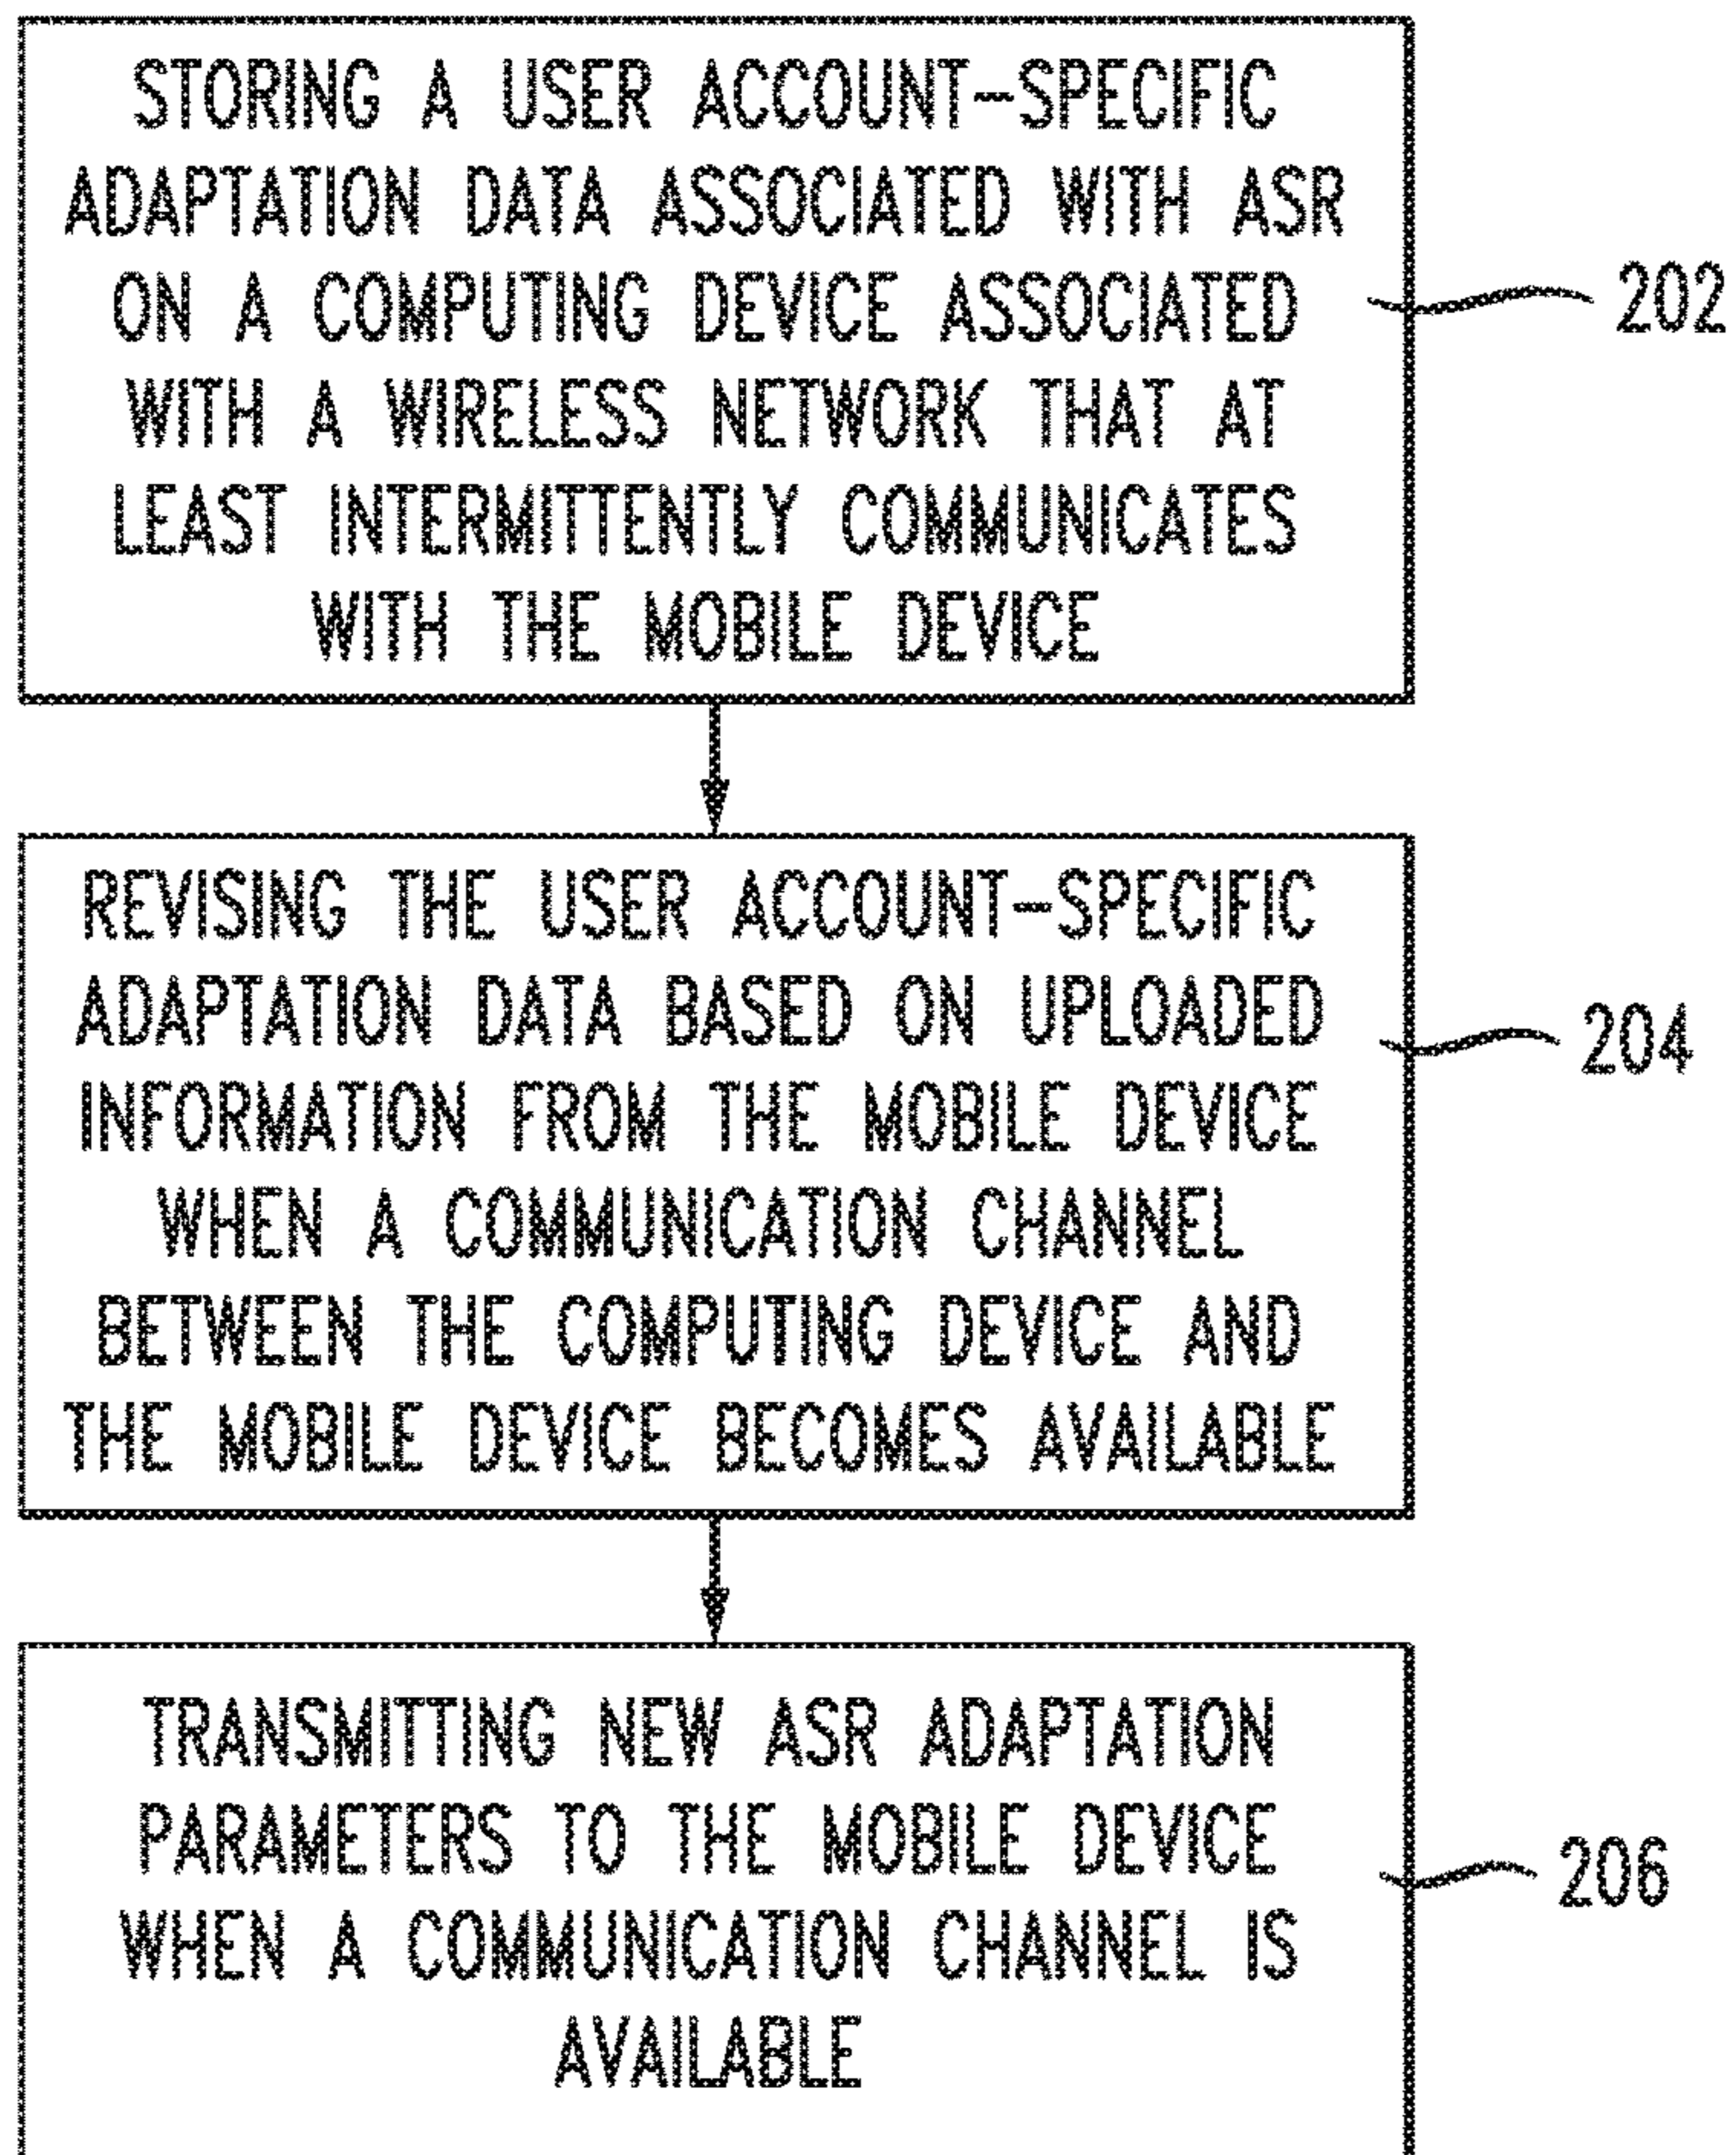 STORING A USER ACCOUNT-SPECIFIC
ADAPTATION DATA ASSOCIATED WITH ASR
ON A COMPUTING DEVICE ASSOCIATED
WITH A WIRELESS NETWORK THAT AT
LEAST INTERMITTENTLY COMMUNICATES
WITH THE MOBILE DEVICE
202
REVISING THE USER ACCOUNT-SPECIFIC
ADAPTATION DATA BASED ON UPLOADED
INFORMATION FROM THE MOBILE DEVICE
WHEN A COMMUNICATION CHANNEL
BETWEEN THE COMPUTING DEVICE AND
THE MOBILE DEVICE BECOMES AVAILABLE
204
TRANSMITTING NEW ASR ADAPTATION
PARAMETERS TO THE MOBILE DEVICE
WHEN A COMMUNICATION CHANNEL IS
AVAILABLE
206